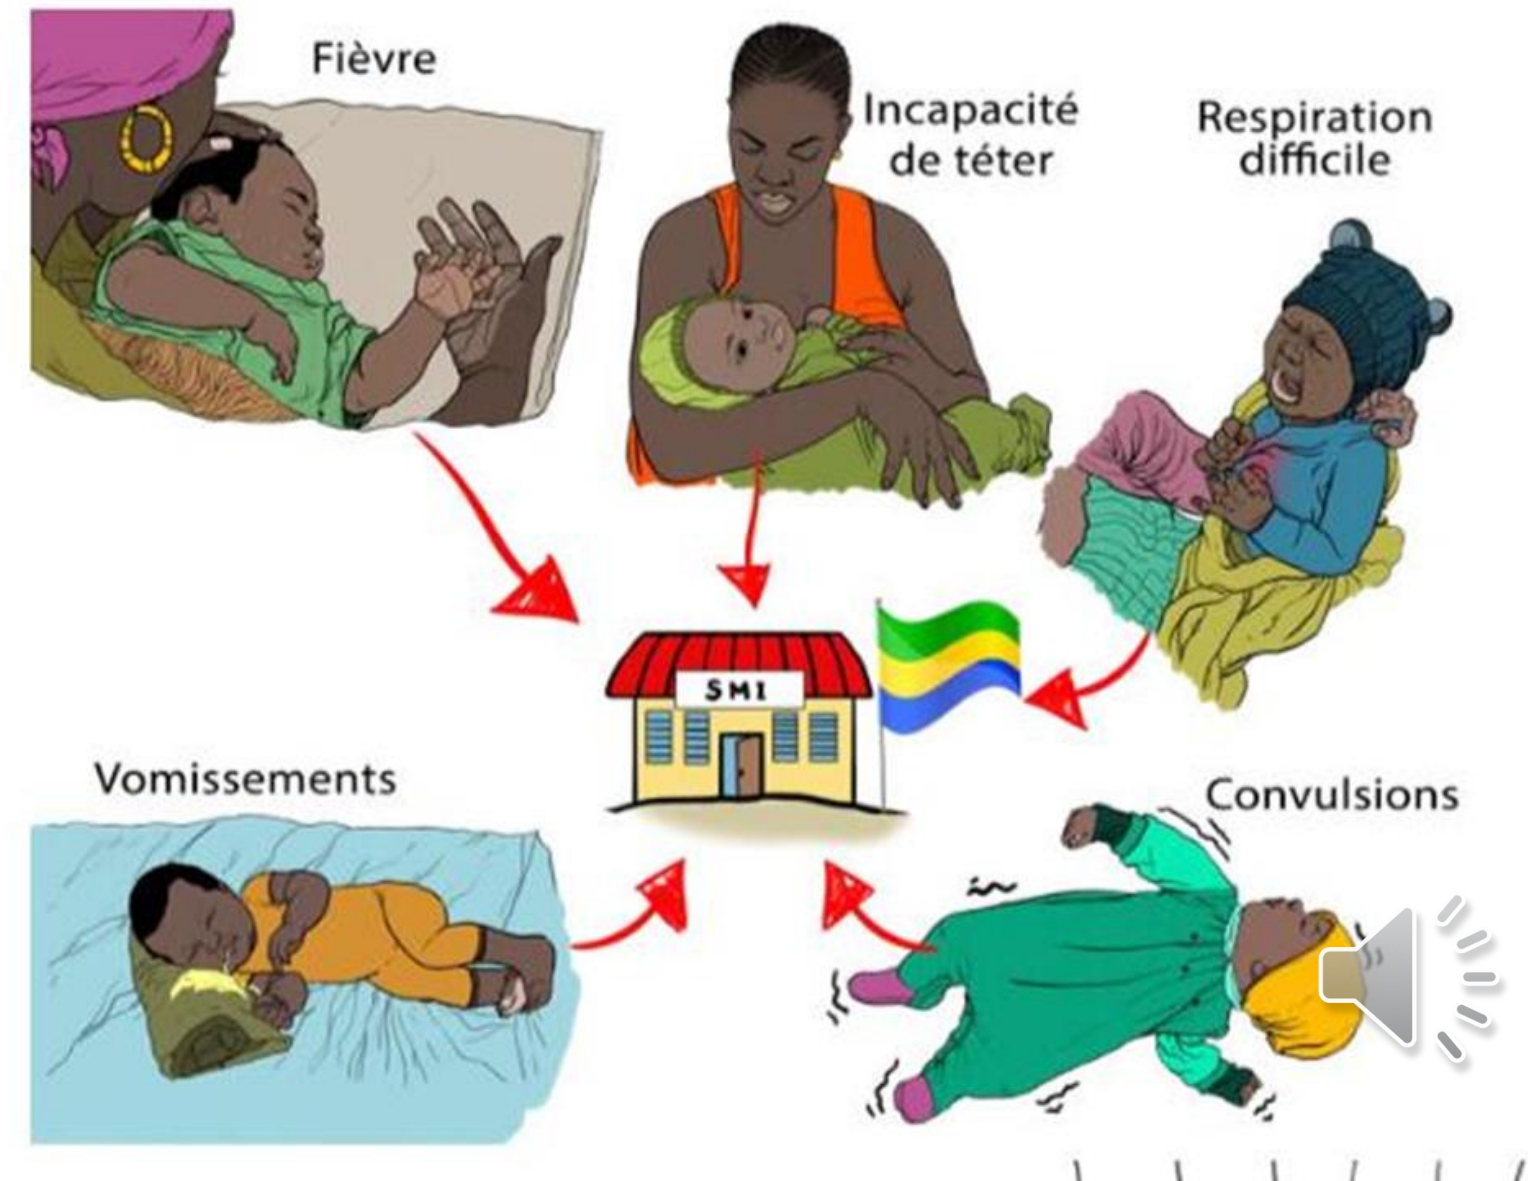 Fièvre
Incapacité
de téter
Respiration
difficile
SMI
Vomissements
Convulsions